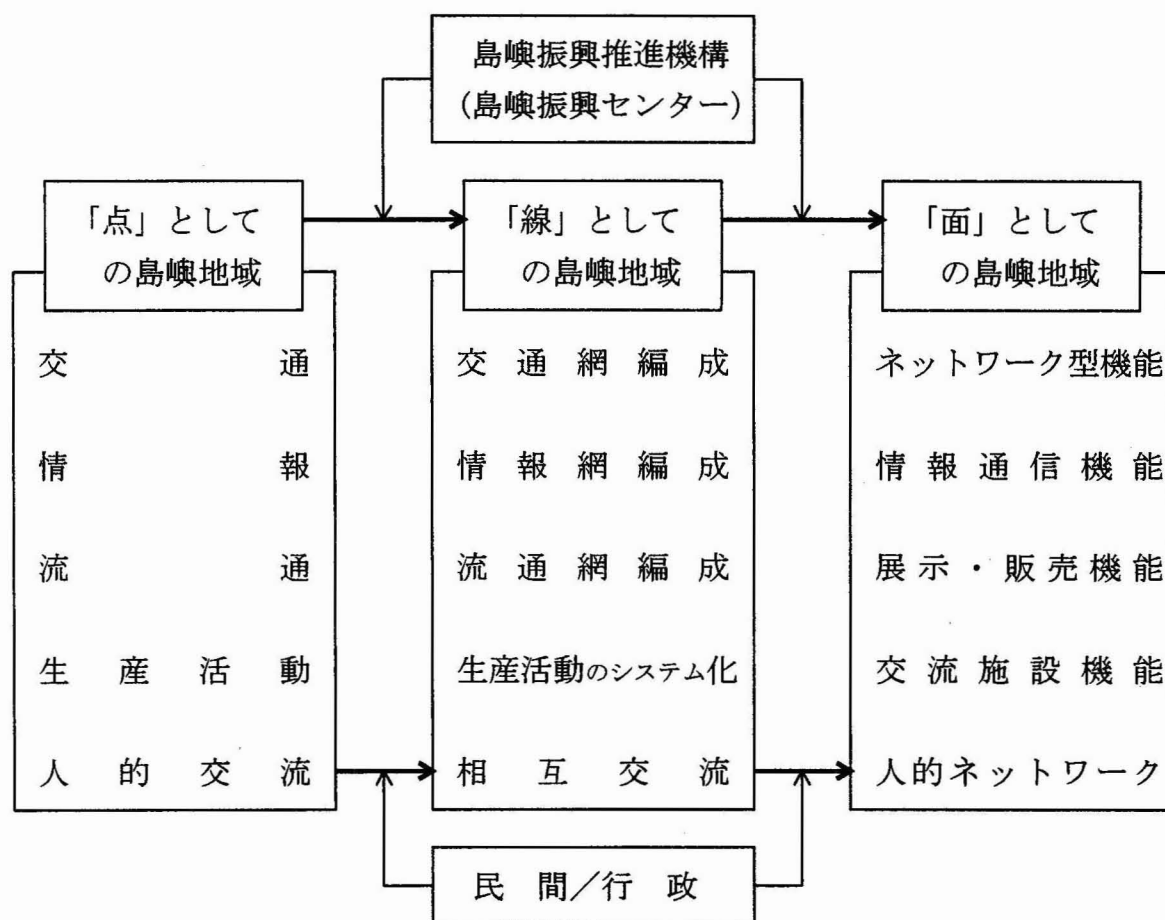 島嶼振興推進機構
(島嶼振興センター)
「点」として
の島嶼地域
交通
情報
流通
生産活動
人的交流
「線」として
の島嶼地域
交通網編成
情報網編成
流通網編成
生産活動のシステム化
相互交流
「面」として
の島嶼地域
ネットワーク型機能
情報通信機能
展示・販売機能
交流施設機能
人的ネットワーク
民間/行政